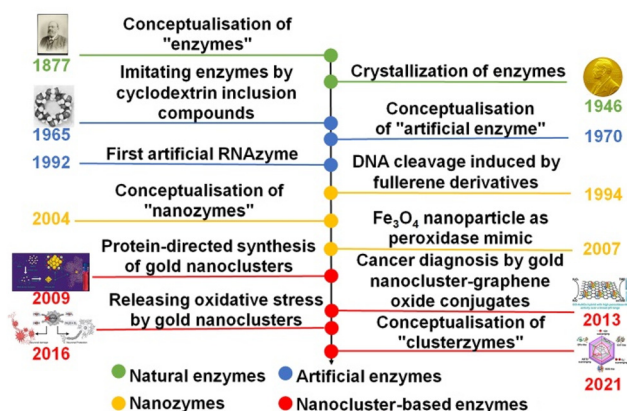 Conceptualisation of
"enzymes"
1877
Crystallization of enzymes
1946
Imitating enzymes by
cyclodextrin inclusion
compounds
1965
Conceptualisation
of "artificial enzyme"
1970
First artificial RNAzyme
1992
DNA cleavage induced by
fullerene derivatives
1994
Conceptualisation of
"nanozymes"
2004
Fe₃O₄ nanoparticle as
peroxidase mimic
2007
Protein-directed synthesis
of gold nanoclusters
2009
Cancer diagnosis by gold
nanocluster-graphene
oxide conjugates
2013
Releasing oxidative stress
by gold nanoclusters
2016
Conceptualisation of
"clusterzymes"
2021
Natural enzymes
Artificial enzymes
Nanozymes
Nanocluster-based enzymes